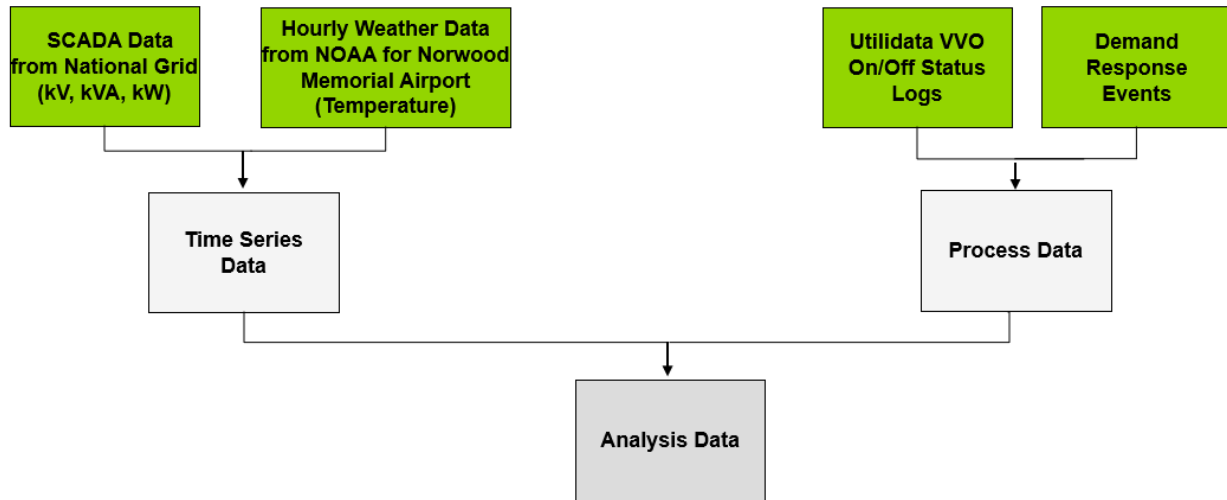 SCADA Data
from National Grid
(kV, kVA, kW)
Hourly Weather Data
from NOAA for Norwood
Memorial Airport
(Temperature)
Utilidata VVO
On/Off Status
Logs
Demand
Response
Events
Time Series
Data
Process Data
Analysis Data